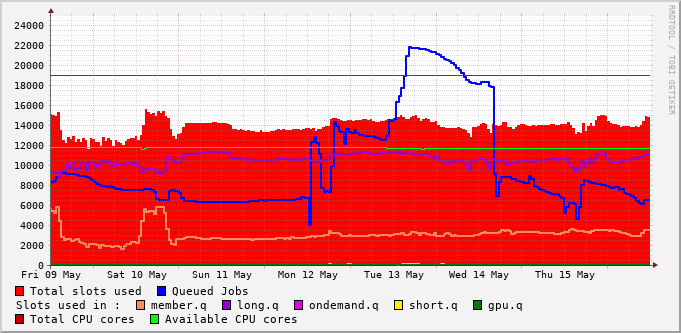 24000
22000
20000
18000
16000
14000
12000
10000
8000
6000
4000
2000
0
Fri 09 May Sat 10 May Sun 11 May Mon 12 May Tue 13 May Wed 14 May Thu 15 May
Total slots used Queued Jobs
Slots used in : member.q long.q ondemand.q short.q gpu.q
Total CPU cores Available CPU cores
RRDTOOL / TOBI OETIKER